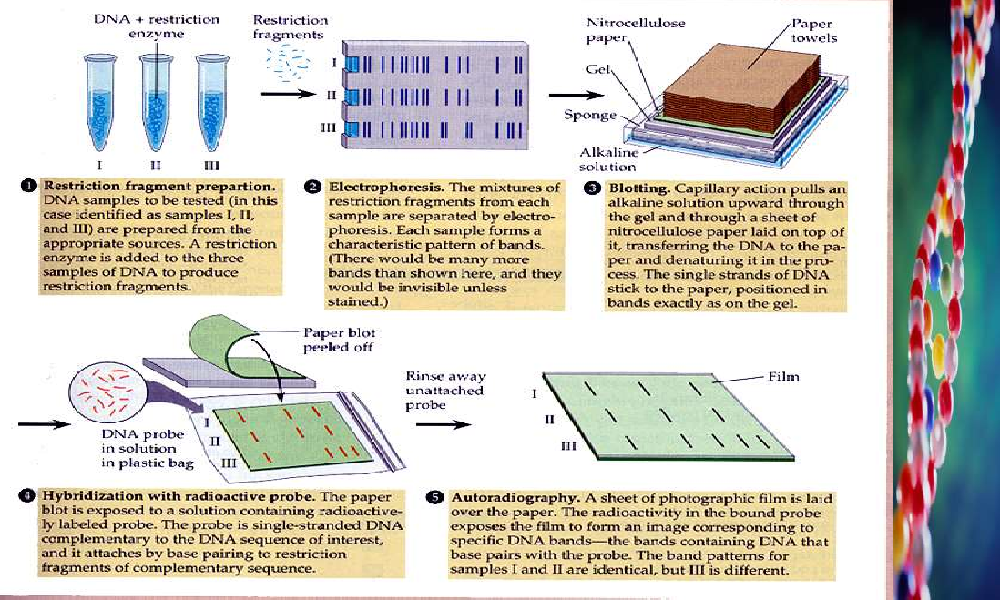 DNA + restriction
enzyme
Restriction
fragments
I
II
III
I
II
III
Nitrocellulose
paper
Gel
Sponge
Alkaline
solution
Paper
towels
1 Restriction fragment prepartion.
DNA samples to be tested (in this
case identified as samples I, II,
and III) are prepared from the
appropriate sources. A restriction
enzyme is added to the three
samples of DNA to produce
restriction fragments.
2 Electrophoresis. The mixtures of
restriction fragments from each
sample are separated by electro-
phoresis. Each sample forms a
characteristic pattern of bands.
(There would be many more
bands than shown here, and they
would be invisible unless
stained.)
3 Blotting. Capillary action pulls an
alkaline solution upward through
the gel and through a sheet of
nitrocellulose paper laid on top of
it, transferring the DNA to the pa-
per and denaturing it in the pro-
cess. The single strands of DNA
stick to the paper, positioned in
bands exactly as on the gel.
Paper blot
peeled off
DNA probe
in solution
in plastic bag
I
II
III
Rinse away
unattached
probe
I
II
III
Film
4 Hybridization with radioactive probe. The paper
blot is exposed to a solution containing radioactive-
ly labeled probe. The probe is single-stranded DNA
complementary to the DNA sequence of interest,
and it attaches by base pairing to restriction
fragments of complementary sequence.
5 Autoradiography. A sheet of photographic film is laid
over the paper. The radioactivity in the bound probe
exposes the film to form an image corresponding to
specific DNA bands—the bands containing DNA that
base pairs with the probe. The band patterns for
samples I and II are identical, but III is different.